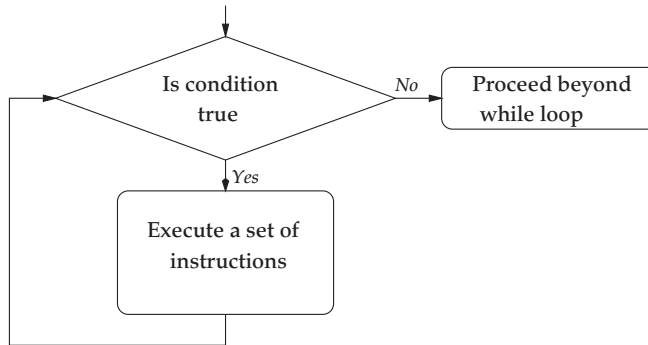 Is condition
true
No
Proceed beyond
while loop
Yes
Execute a set of
instructions